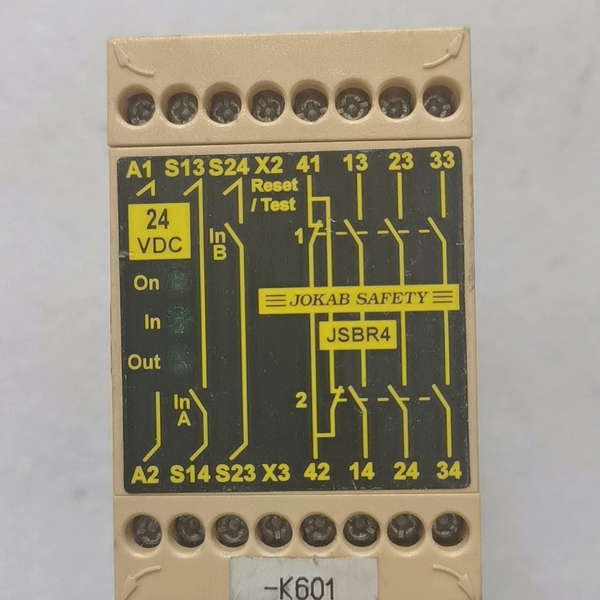 A1 S13 S24 X2 41 13 23 33
Reset
/ Test
24
VDC
In
B
1
On
JOKAB SAFETY
In
JSBR4
Out
In
A
2
A2 S14 S23 X3 42 14 24 34
-K601